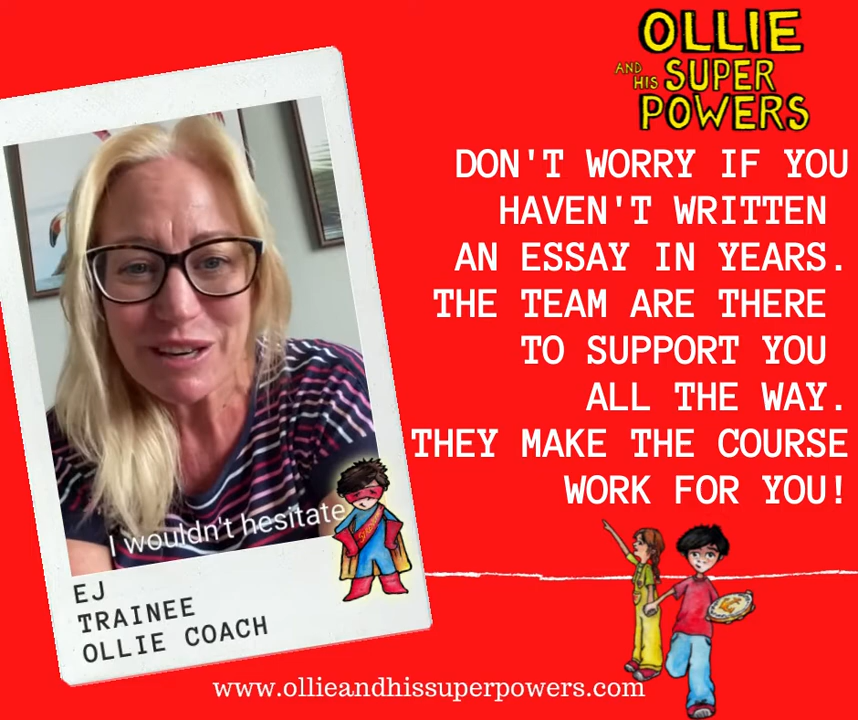 OLLIE
AND HIS SUPER
POWERS
DON'T WORRY IF YOU
HAVEN'T WRITTEN
AN ESSAY IN YEARS.
THE TEAM ARE THERE
TO SUPPORT YOU
ALL THE WAY.
THEY MAKE THE COURSE
WORK FOR YOU!
I wouldn't hesitate
EJ
TRAINEE
OLLIE COACH
www.ollieandhissuperpowers.com